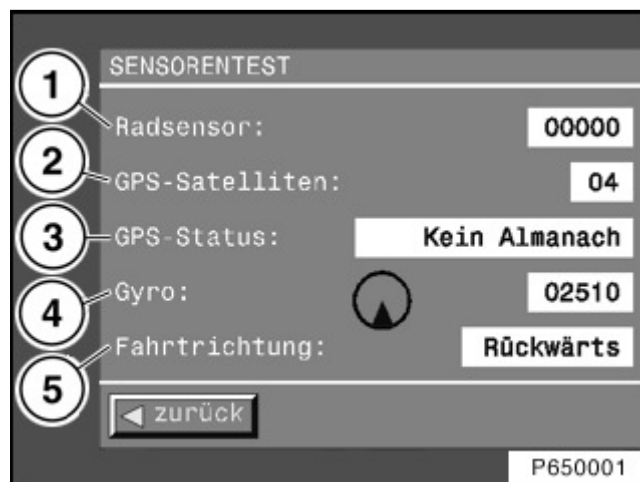 SENSORENTEST
1
Radsensor: 00000
2
GPS-Satelliten: 04
3
GPS-Status: Kein Almanach
4
Gyro: 02510
5
Fahrtrichtung: Rückwärts
zurück
P650001